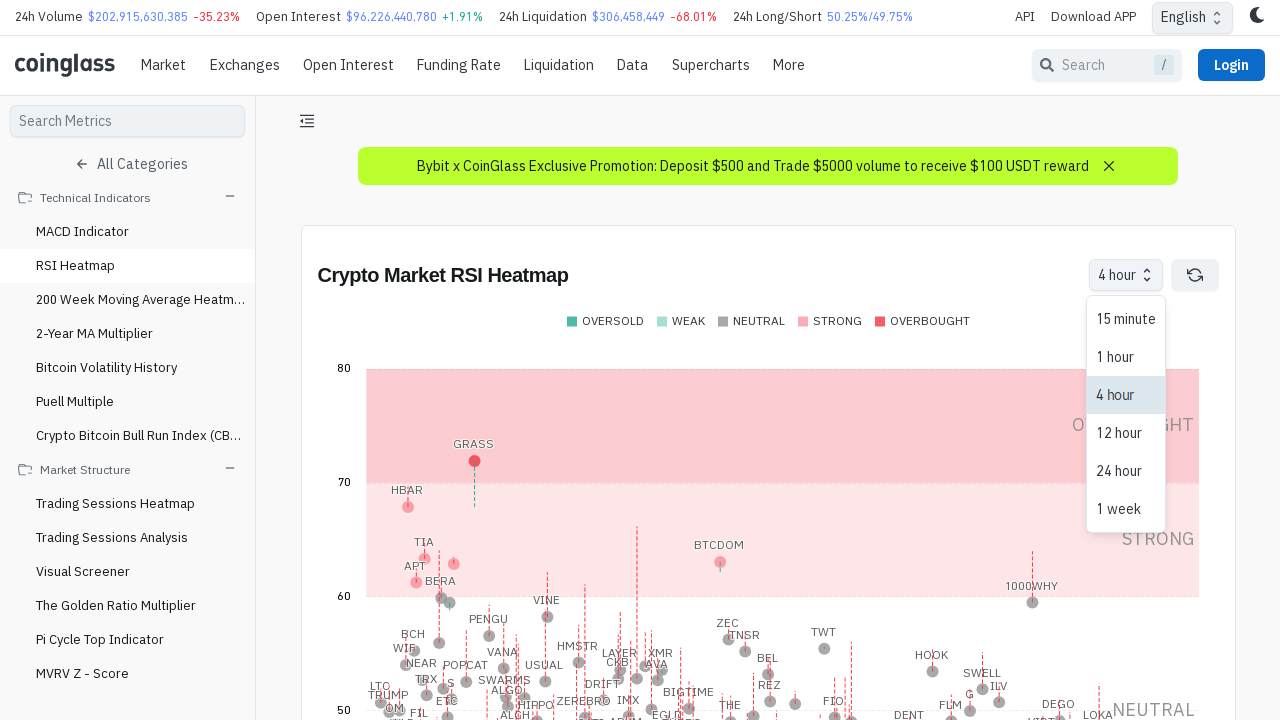 24h Volume $202,915,630,385 -35.23% Open Interest $96,226,440,780 +1.91% 24h Liquidation $306,458,449 -68.01% 24h Long/Short 50.25%/49.75% API Download APP English
coinglass Market Exchanges Open Interest Funding Rate Liquidation Data Supercharts More Search / Login
Search Metrics
All Categories
Technical Indicators
MACD Indicator
RSI Heatmap
200 Week Moving Average Heatm...
2-Year MA Multiplier
Bitcoin Volatility History
Puell Multiple
Crypto Bitcoin Bull Run Index (CB...
Market Structure
Trading Sessions Heatmap
Trading Sessions Analysis
Visual Screener
The Golden Ratio Multiplier
Pi Cycle Top Indicator
MVRV Z - Score
Bybit x CoinGlass Exclusive Promotion: Deposit $500 and Trade $5000 volume to receive $100 USDT reward
Crypto Market RSI Heatmap
4 hour
15 minute
1 hour
4 hour
12 hour
24 hour
1 week
OVERSOLD WEAK NEUTRAL STRONG OVERBOUGHT
80
70
60
50
STRONG
NEUTRAL
GRASS
HBAR
TIA
APT
BERA
BTCDOM
1000WHY
VINE
PENGU
ZEC
TNSR
TWT
BCH
WIF
HMSTR
VANA
LAYER
XMR
CKB
AVA
NEAR
POPCAT
USUAL
BEL
HOOK
SWELL
TRX
S
SWARMS
DRIFT
REZ
ILV
LTO
TRUMP
OM
ALGO
BIGTIME
G
ETC
HIPPO
ZEREBRO
IMX
THE
FIO
FLM
DEGO
FIL
DENT
LOKA